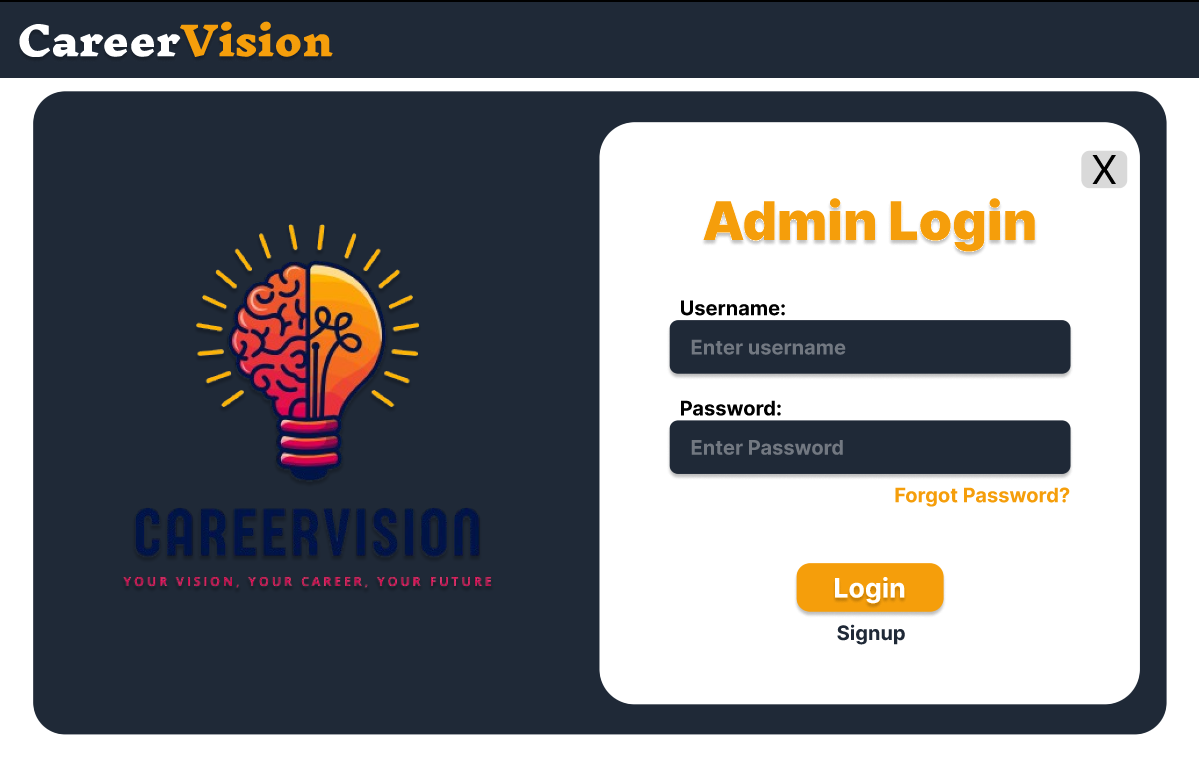 CareerVision
X
Admin Login
Username:
Enter username
Password:
Enter Password
Forgot Password?
Login
Signup
CAREERVISION
YOUR VISION, YOUR CAREER, YOUR FUTURE